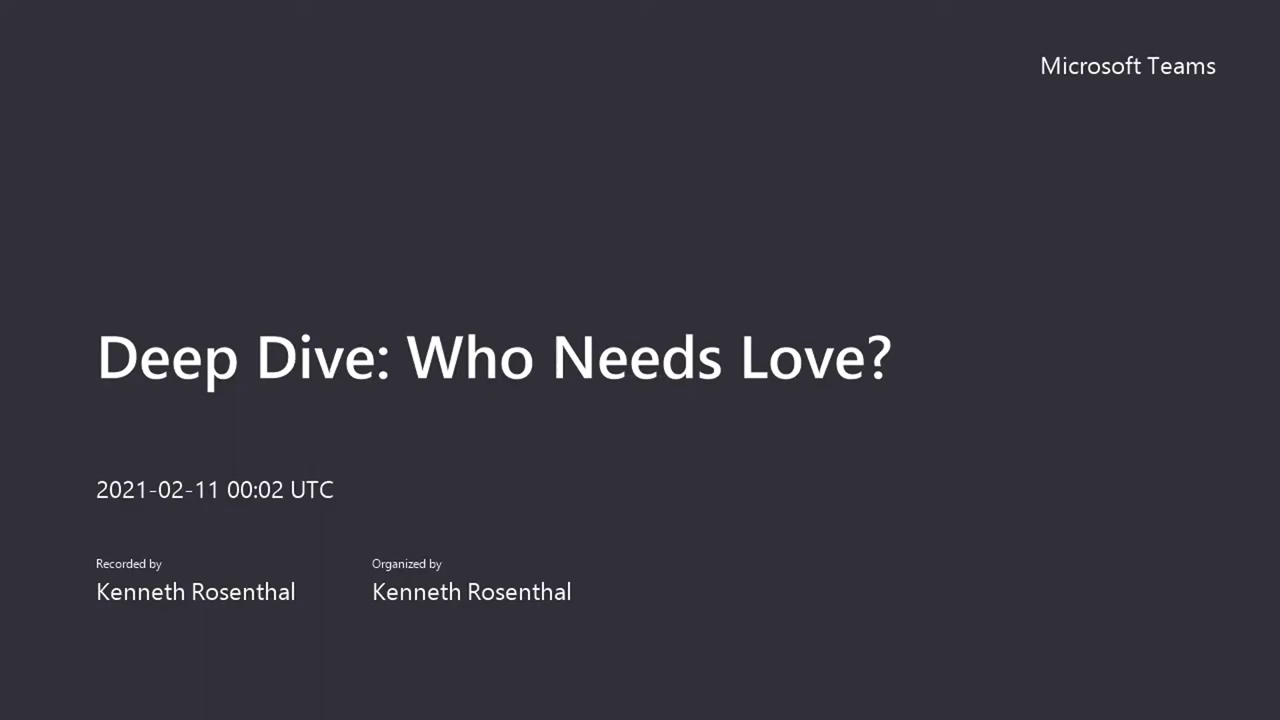 Microsoft Teams
Deep Dive: Who Needs Love?
2021-02-11 00:02 UTC
Recorded by
Kenneth Rosenthal
Organized by
Kenneth Rosenthal